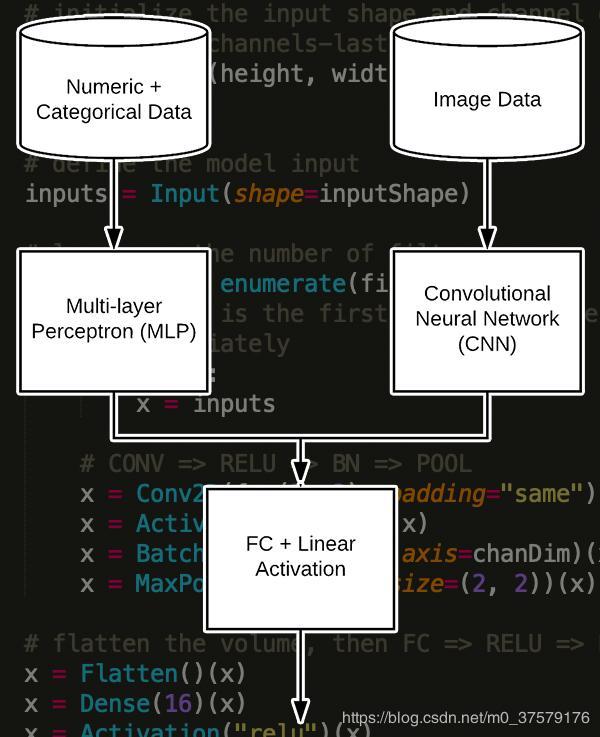 # initialize the input shape and channel
channels-last
(height, widt
Numeric +
Categorical Data
Image Data
# define the model input
inputs = Input(shape=inputShape)
the number of fil
enumerate(fi
is the first
Multi-layer
Perceptron (MLP)
Convolutional
Neural Network
(CNN)
iately
:
x = inputs
# CONV => RELU => BN => POOL
x = Conv2 padding="same")
x = Activ x)
x = Batch axis=chanDim)(
x = MaxPo size=(2, 2))(x)
FC + Linear
Activation
# flatten the volume, then FC => RELU =>
x = Flatten()(x)
x = Dense(16)(x)
x = Activation("relu")(x)
https://blog.csdn.net/m0_37579176